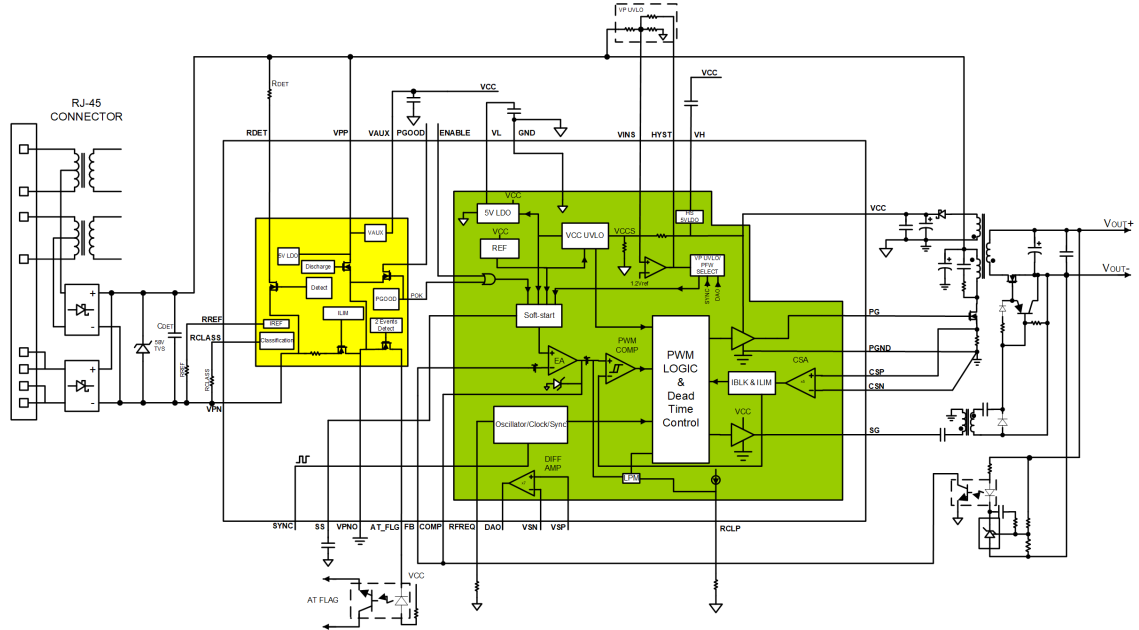 VP UVLO
RDET
VCC
VCC
RJ-45
CONNECTOR
RDET
VPP
VAUX
PGOOD
ENABLE
VL
GND
VINS
HYST
VH
VCC
5V LDO
VCC
HS
5VLDO
VCC
VOUT+
VAUX
VCC
REF
VCC UVLO
VCCS
5V LDO
Discharge
VP UVLO/
PFW
SELECT
1.2Vref
VOUT-
Detect
PGOOD
POK
SYNC
DAO
CDET
58V
TVS
RREF
RCLASS
IREF
Classification
ILIM
2 Events
Detect
Soft-start
PG
PWM
COMP
PWM
LOGIC
&
Dead
Time
Control
PGND
EA
CSA
RREF
RCLASS
IBLK & ILIM
CSP
CSN
VPN
VCC
Oscillator/Clock/Sync
SG
DIFF
AMP
LPM
SYNC
SS
VPNO
AT_FLG
FB
COMP
RFREQ
DAO
VSN
VSP
RCLP
VCC
AT FLAG